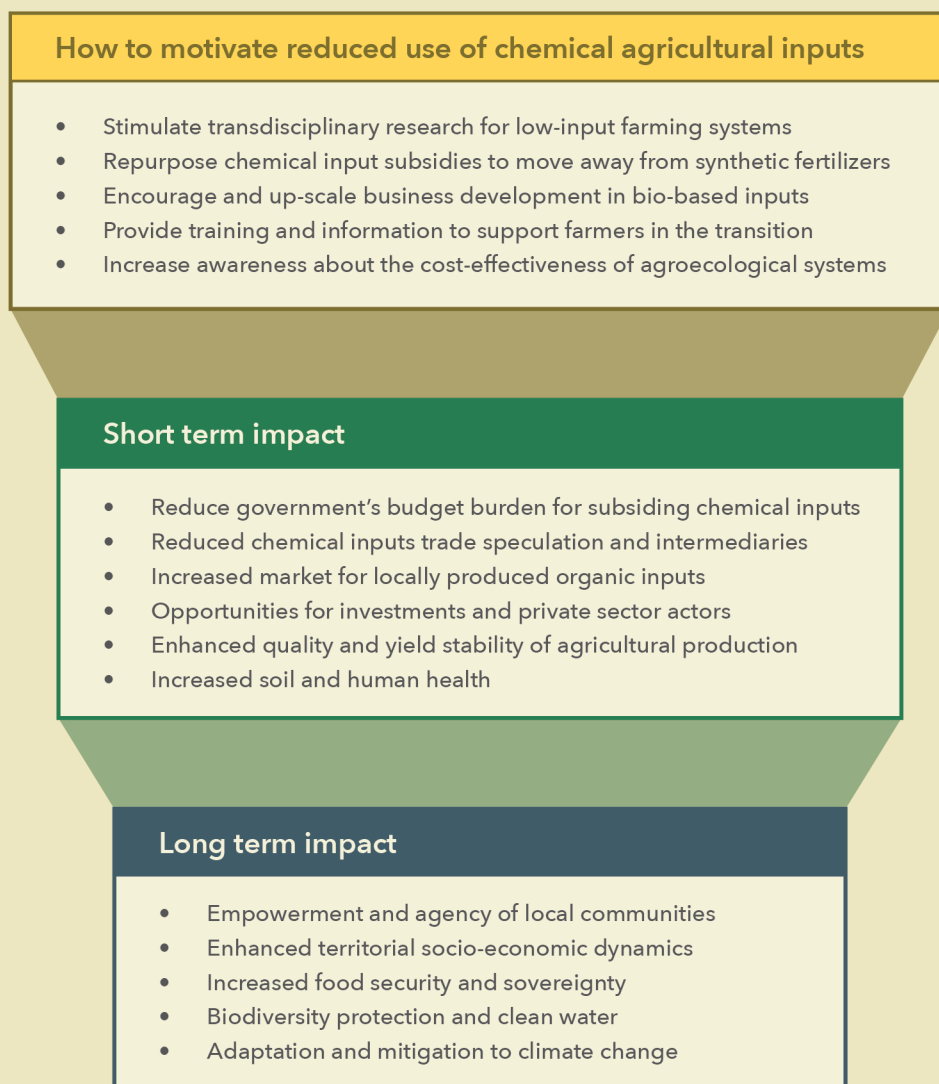 How to motivate reduced use of chemical agricultural inputs
• Stimulate transdisciplinary research for low-input farming systems
• Repurpose chemical input subsidies to move away from synthetic fertilizers
• Encourage and up-scale business development in bio-based inputs
• Provide training and information to support farmers in the transition
• Increase awareness about the cost-effectiveness of agroecological systems
Short term impact
• Reduce government’s budget burden for subsiding chemical inputs
• Reduced chemical inputs trade speculation and intermediaries
• Increased market for locally produced organic inputs
• Opportunities for investments and private sector actors
• Enhanced quality and yield stability of agricultural production
• Increased soil and human health
Long term impact
• Empowerment and agency of local communities
• Enhanced territorial socio-economic dynamics
• Increased food security and sovereignty
• Biodiversity protection and clean water
• Adaptation and mitigation to climate change